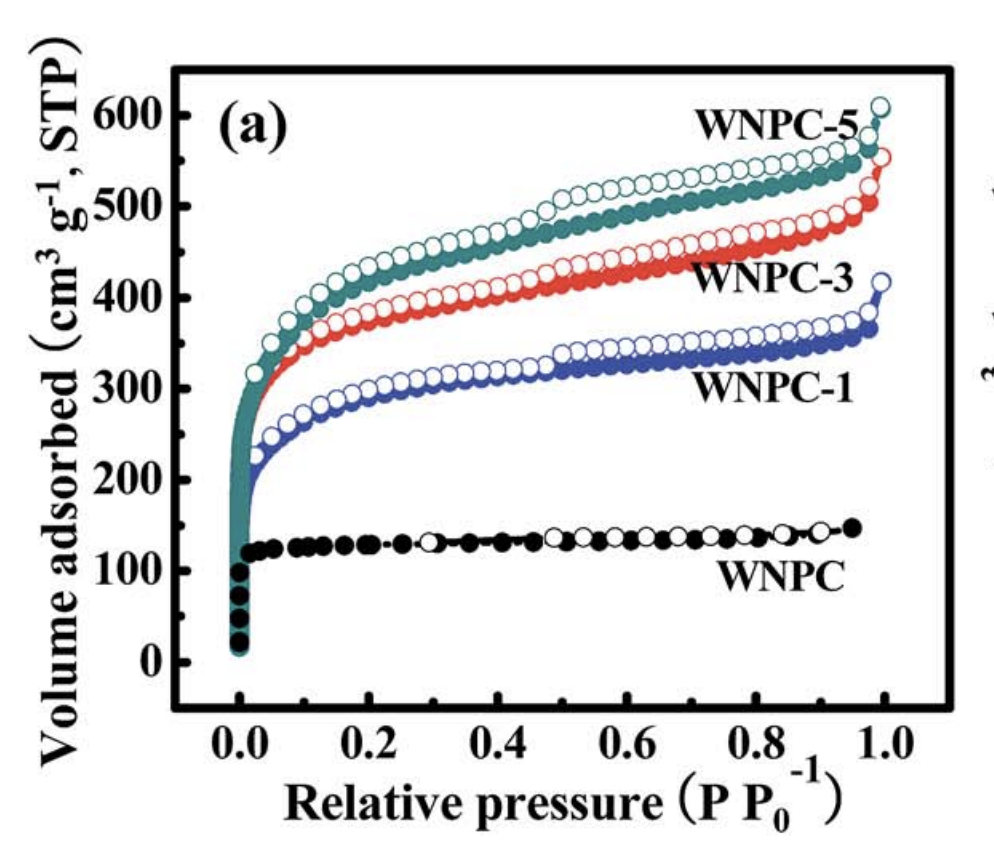 (a)
WNPC-5
WNPC-3
WNPC-1
WNPC
Volume adsorbed (cm³ g⁻¹, STP)
600
500
400
300
200
100
0
0.0 0.2 0.4 0.6 0.8 1.0
Relative pressure (P P₀⁻¹)